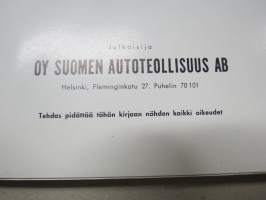 Julkaisija
OY SUOMEN AUTOTEOLLISUUS AB
Helsinki, Fleminginkatu 27. Puhelin 70 101
Tehdas pidättää tähän kirjaan nähden kaikki oikeudet